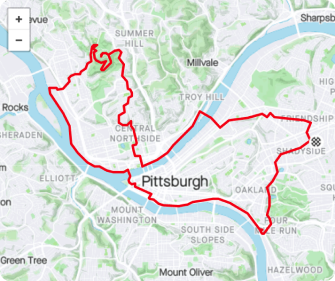 +
evue
SUMMER
HILL
Sharpsb
−
Millvale
Rocks
TROY HILL
HIG
P
SHERADEN
CENTRAL
NORTHSIDE
FRIENDSHIP
SHADYSIDE
ELLIOTT
Pittsburgh
OAKLAND
MOUNT
WASHINGTON
SOUTH SIDE
SLOPES
FOUR
MILE RUN
Green Tree
Mount Oliver
HAZELWOOD